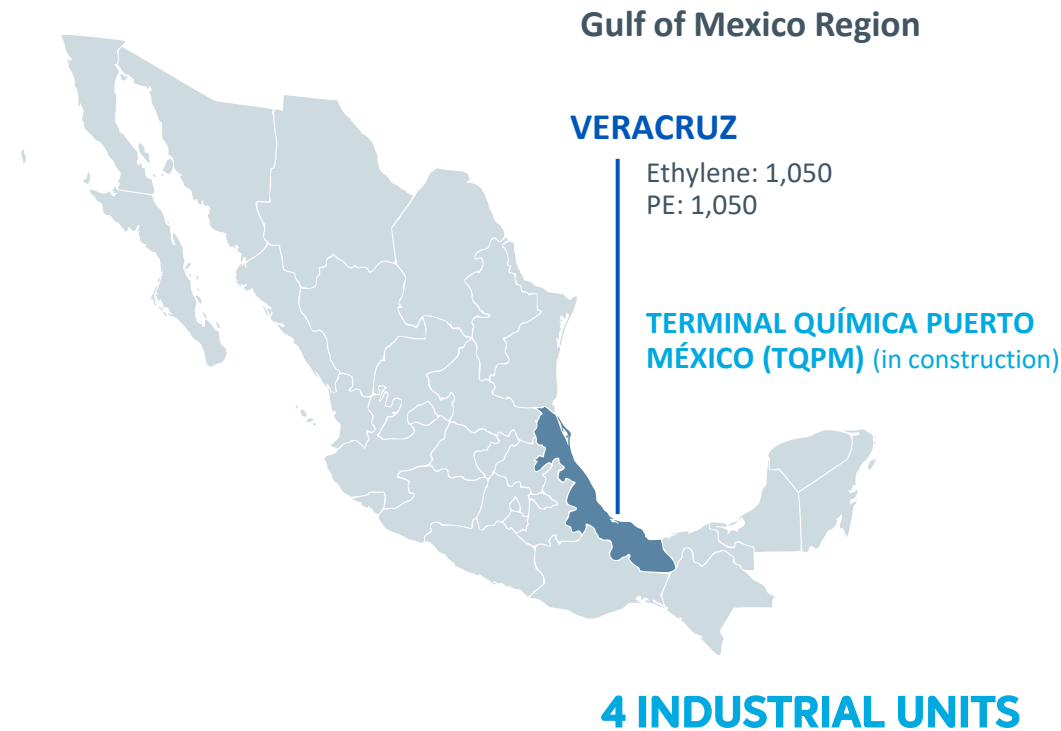 Gulf of Mexico Region
VERACRUZ
Ethylene: 1,050
PE: 1,050
TERMINAL QUÍMICA PUERTO
MÉXICO (TQPM) (in construction)
4 INDUSTRIAL UNITS